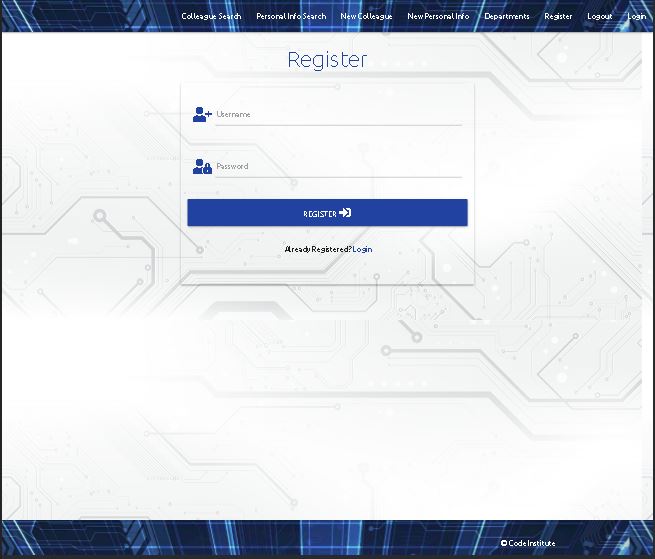 Colleague Search Personal Info Search New Colleague New Personal Info Departments Register Logout Login
Register
Username
Password
REGISTER
Already Registered? Login
© Code Institute